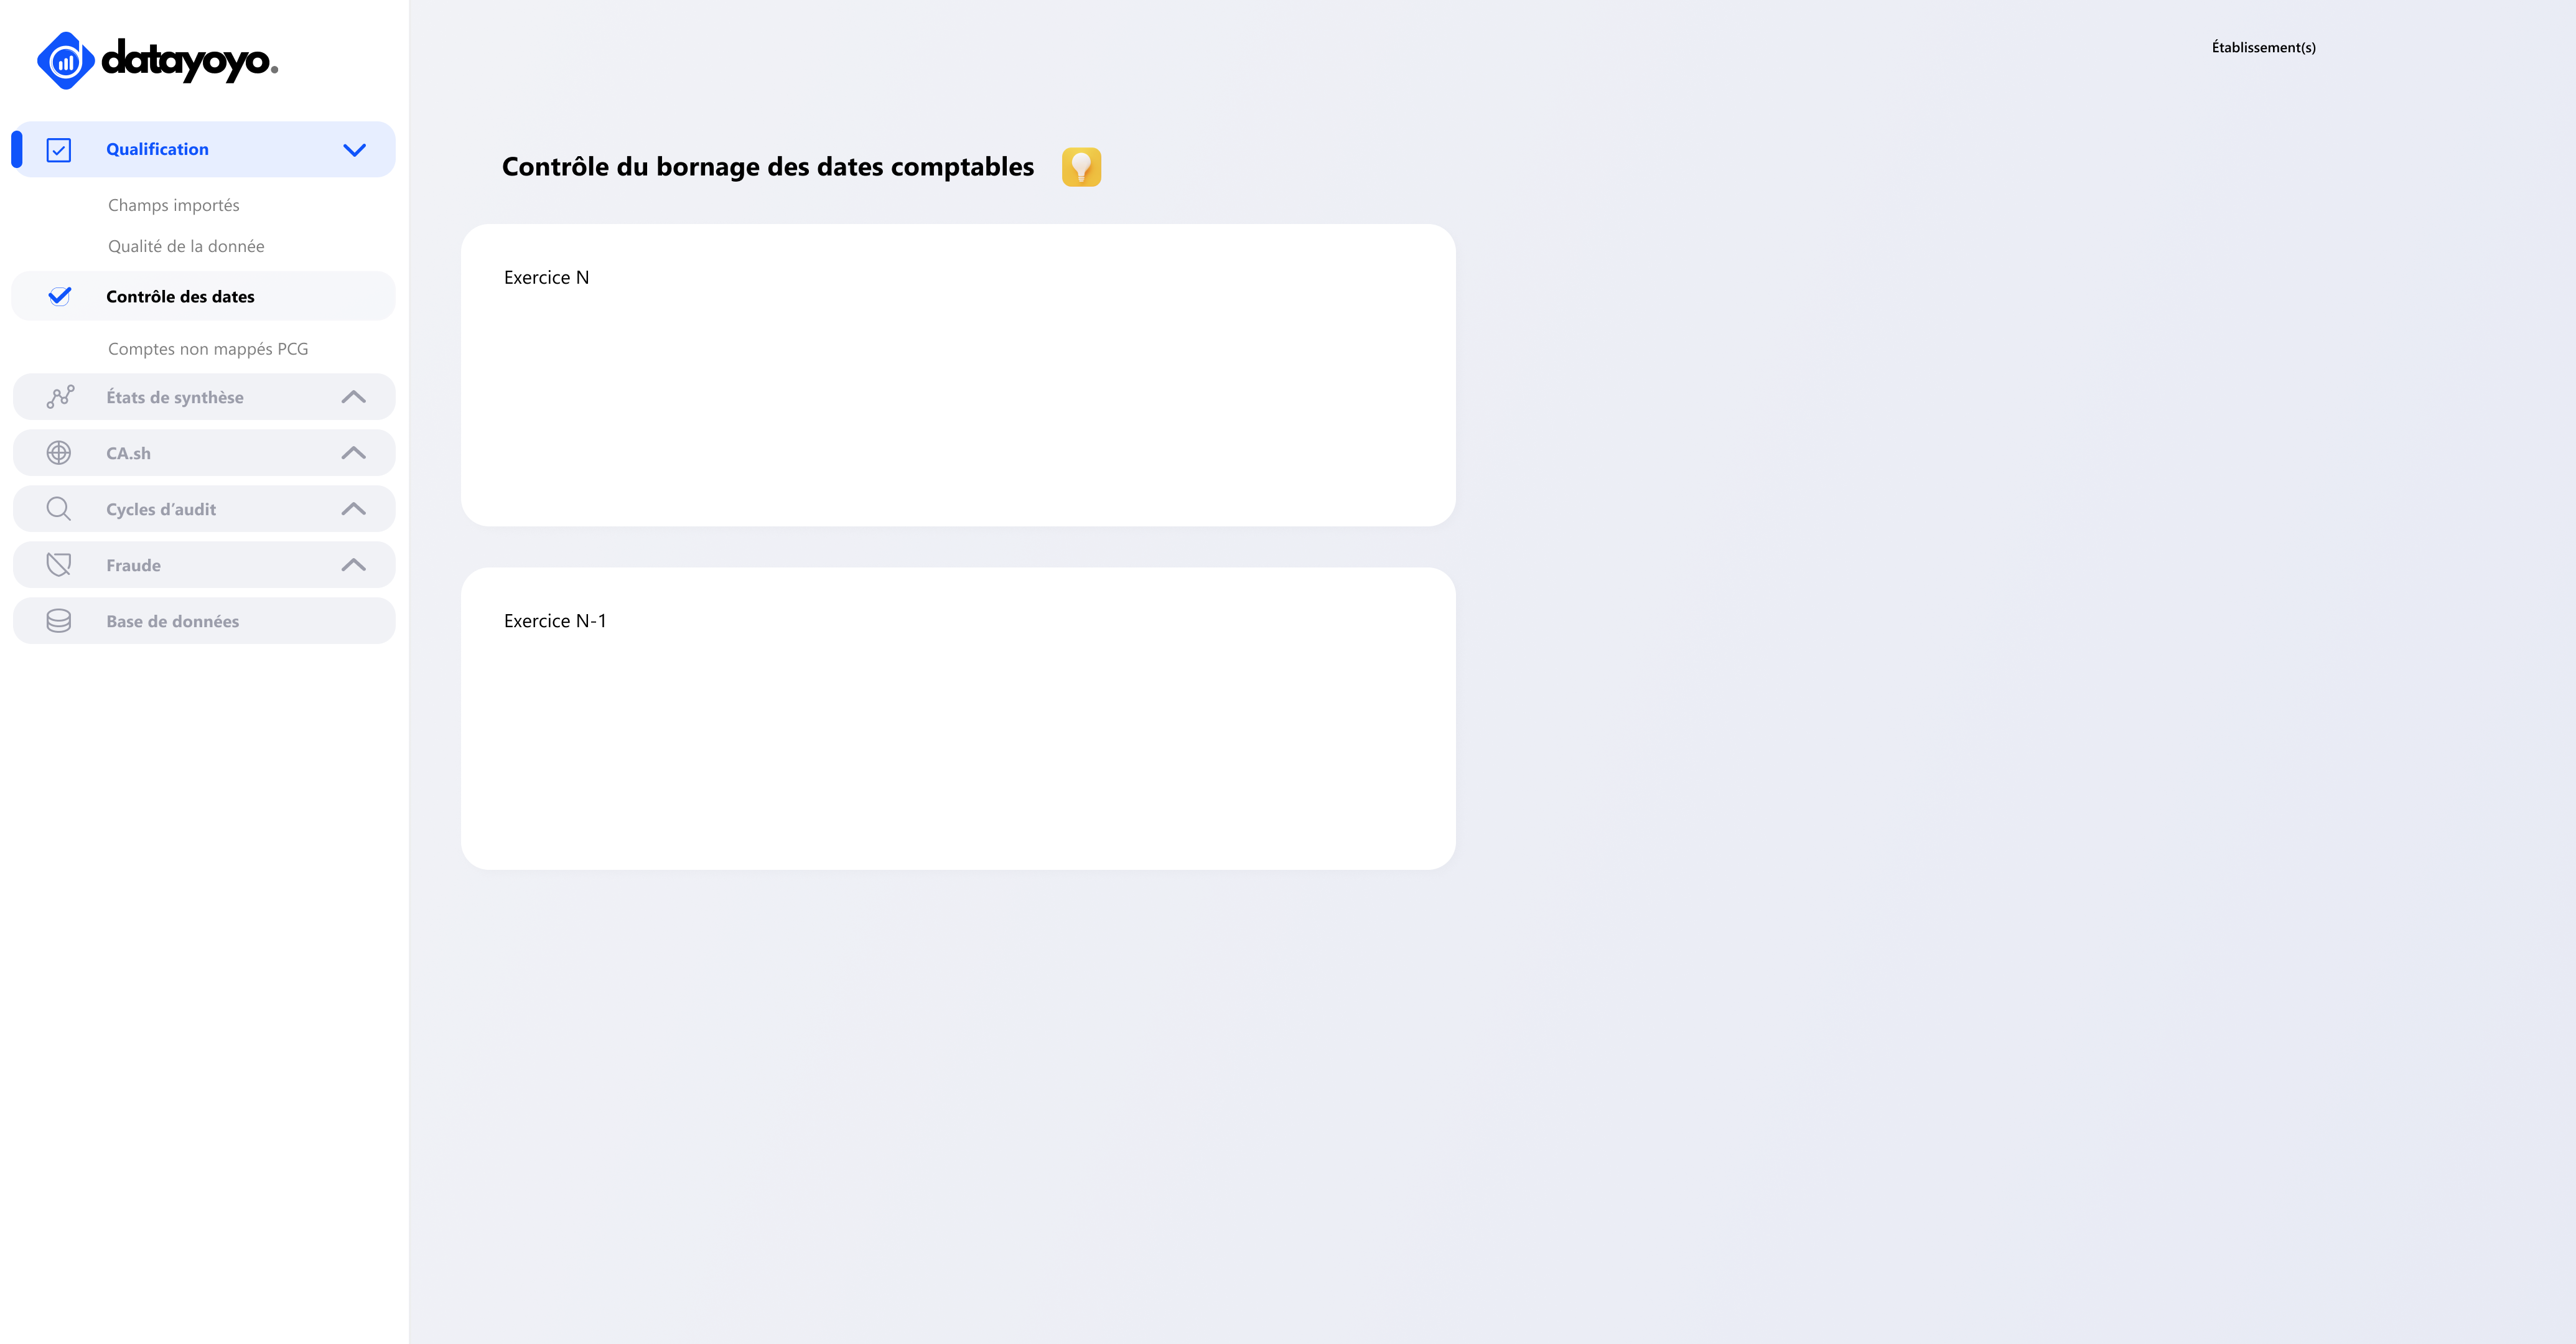 datayoyo.
Établissement(s)
Qualification
Champs importés
Qualité de la donnée
Contrôle des dates
Comptes non mappés PCG
États de synthèse
CA.sh
Cycles d’audit
Fraude
Base de données
Contrôle du bornage des dates comptables
Exercice N
Exercice N-1